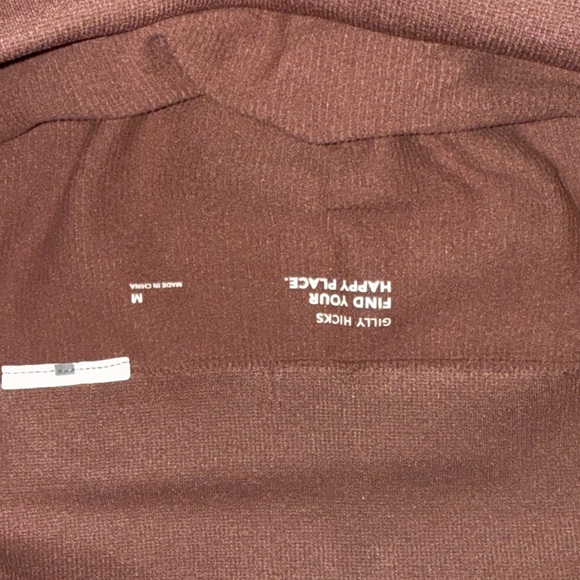 GILLY HICKS
FIND YOUR
HAPPY PLACE.
M
MADE IN CHINA